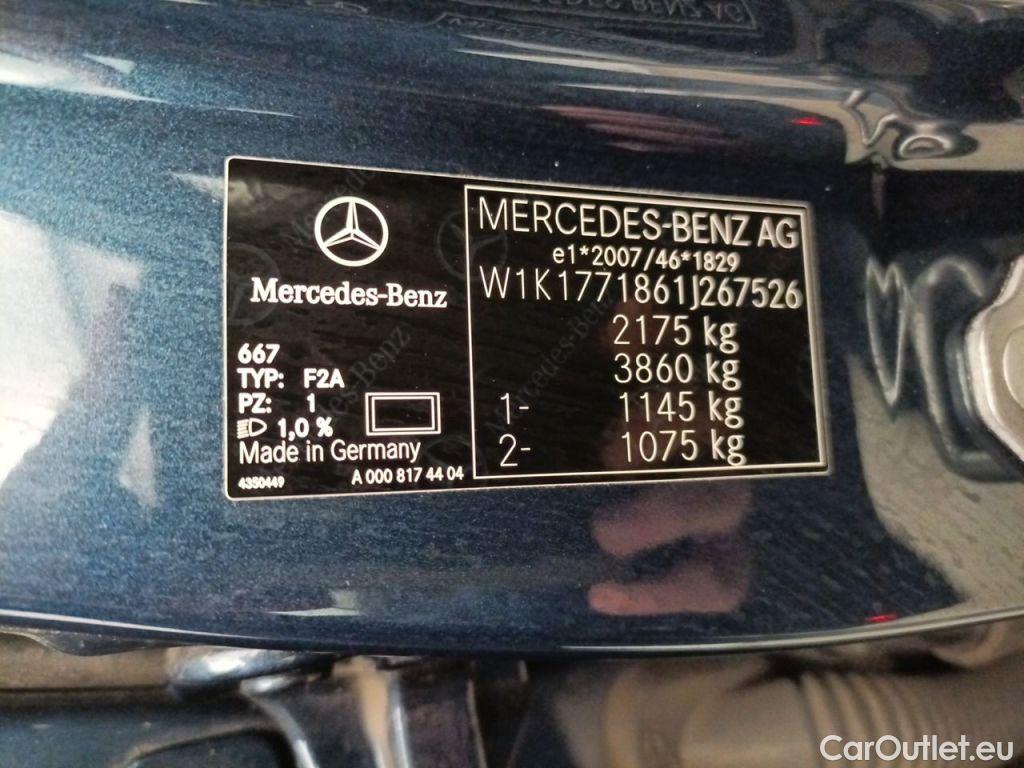 Mercedes-Benz
667
TYP: F2A
PZ: 1
1,0 %
Made in Germany
4350449 A 000 817 44 04
MERCEDES-BENZ AG
e1*2007/46*1829
W1K1771861J267526
2175 kg
3860 kg
1- 1145 kg
2- 1075 kg
CarOutlet.eu